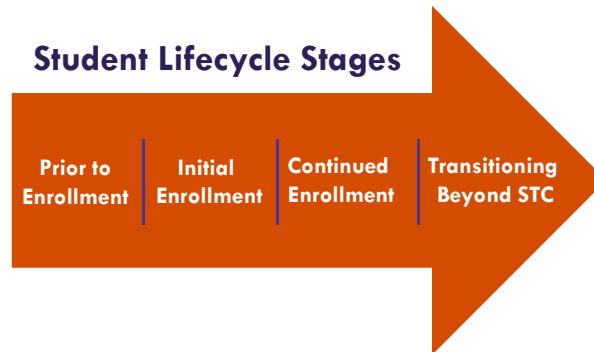 Student Lifecycle Stages
Prior to
Enrollment
Initial
Enrollment
Continued
Enrollment
Transitioning
Beyond STC